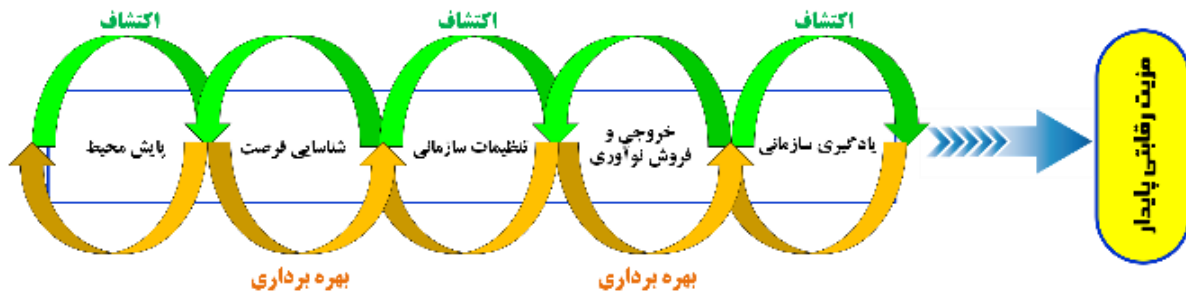 اکتشاف
اکتشاف
اکتشاف
پایش محیط
شناسایی فرصت
تنظیمات سازمانی
خروجی و
فروش نوآوری
یادگیری سازمانی
مزیت رقابتی پایدار
بهره برداری
بهره برداری